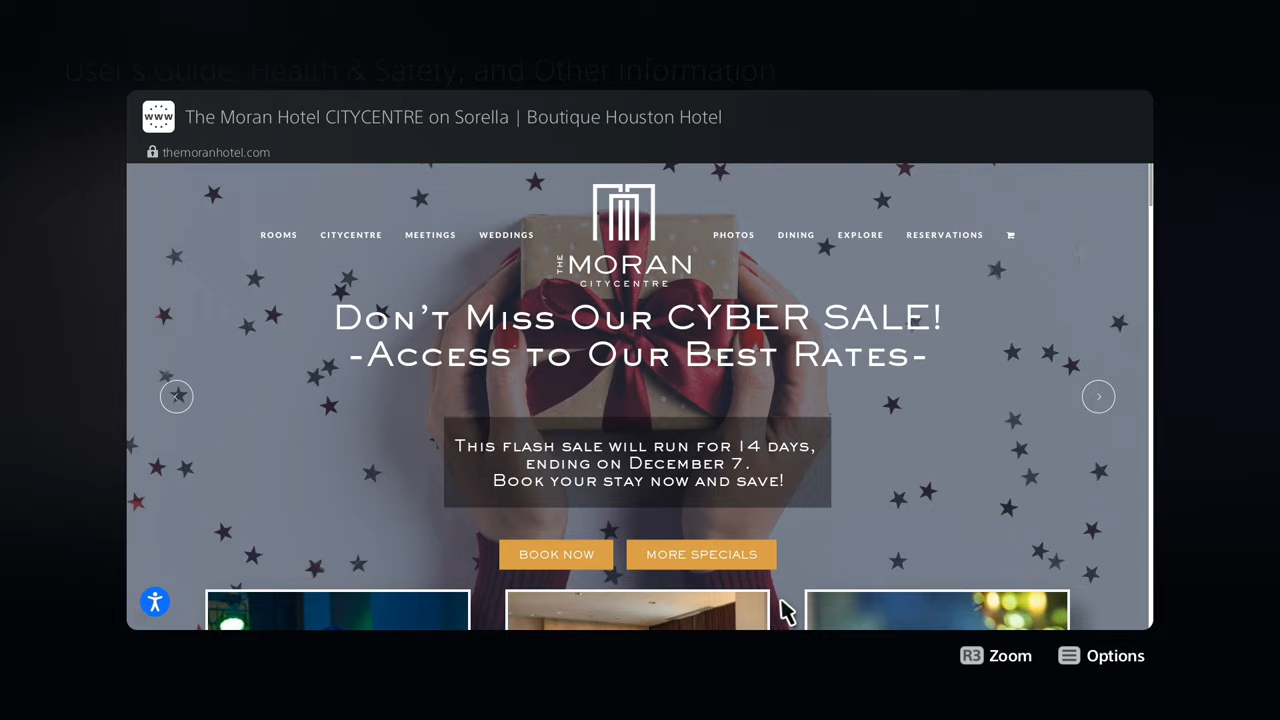 User's Guide, Health & Safety, and Other Information
www
The Moran Hotel CITYCENTRE on Sorella | Boutique Houston Hotel
themoranhotel.com
ROOMS CITYCENTRE MEETINGS WEDDINGS PHOTOS DINING EXPLORE RESERVATIONS
THE MORAN
CITYCENTRE
Don't Miss Our CYBER SALE!
-Access to Our Best Rates-
This flash sale will run for 14 days,
ending on December 7.
Book your stay now and save!
BOOK NOW MORE SPECIALS
R3 Zoom Options